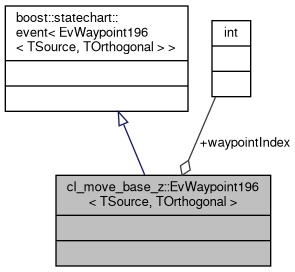 boost::statechart::
event< EvWaypoint196
< TSource, TOrthogonal > >
int
+waypointIndex
cl_move_base_z::EvWaypoint196
< TSource, TOrthogonal >